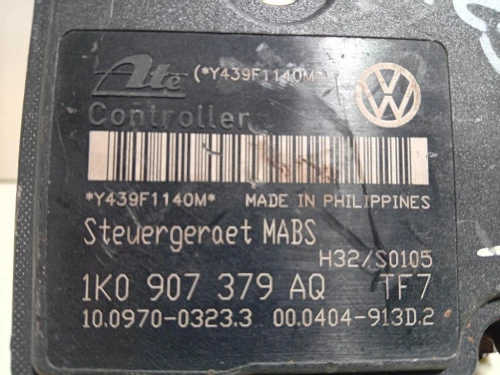 Ate (*Y439F1140M*)
Controller
*Y439F1140M* MADE IN PHILIPPINES
Steuergeraet MABS
H32/S0105
1K0 907 379 AQ TF7
10.0970-0323.3 00.0404-913D.2